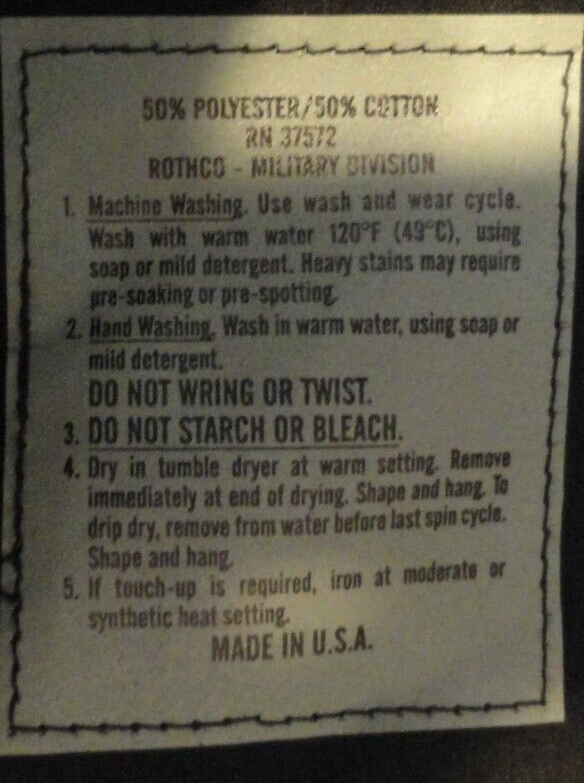 50% POLYESTER/50% COTTON
RN 37572
ROTHCO - MILITARY DIVISION
1. Machine Washing. Use wash and wear cycle.
Wash with warm water 120°F (49°C), using
soap or mild detergent. Heavy stains may require
pre-soaking or pre-spotting.
2. Hand Washing. Wash in warm water, using soap or
mild detergent.
DO NOT WRING OR TWIST.
3. DO NOT STARCH OR BLEACH.
4. Dry in tumble dryer at warm setting. Remove
immediately at end of drying. Shape and hang. To
drip dry, remove from water before last spin cycle.
Shape and hang.
5. If touch-up is required, iron at moderate or
synthetic heat setting.
MADE IN U.S.A.